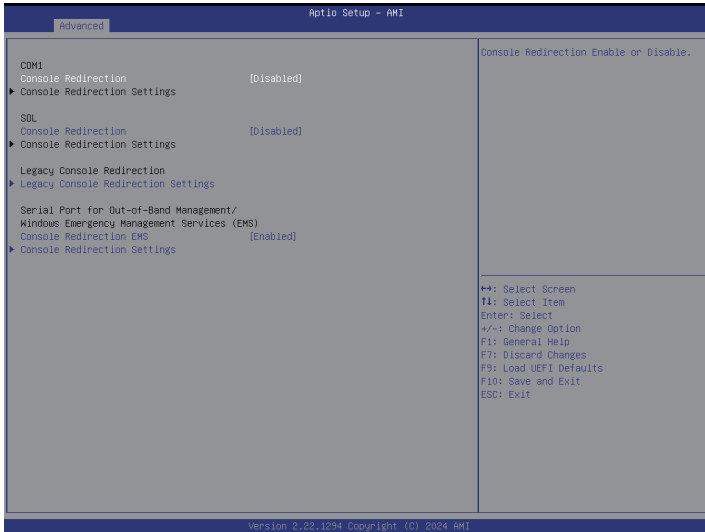 Aptio Setup - AMI
Advanced
COM1
Console Redirection [Disabled]
Console Redirection Settings
SOL
Console Redirection [Disabled]
Console Redirection Settings
Legacy Console Redirection
Legacy Console Redirection Settings
Serial Port for Out-of-Band Management/
Windows Emergency Management Services (EMS)
Console Redirection EMS [Enabled]
Console Redirection Settings
Console Redirection Enable or Disable.
→←: Select Screen
↑↓: Select Item
Enter: Select
+/-: Change Option
F1: General Help
F7: Discard Changes
F9: Load UEFI Defaults
F10: Save and Exit
ESC: Exit
Version 2.22.1294 Copyright (C) 2024 AMI